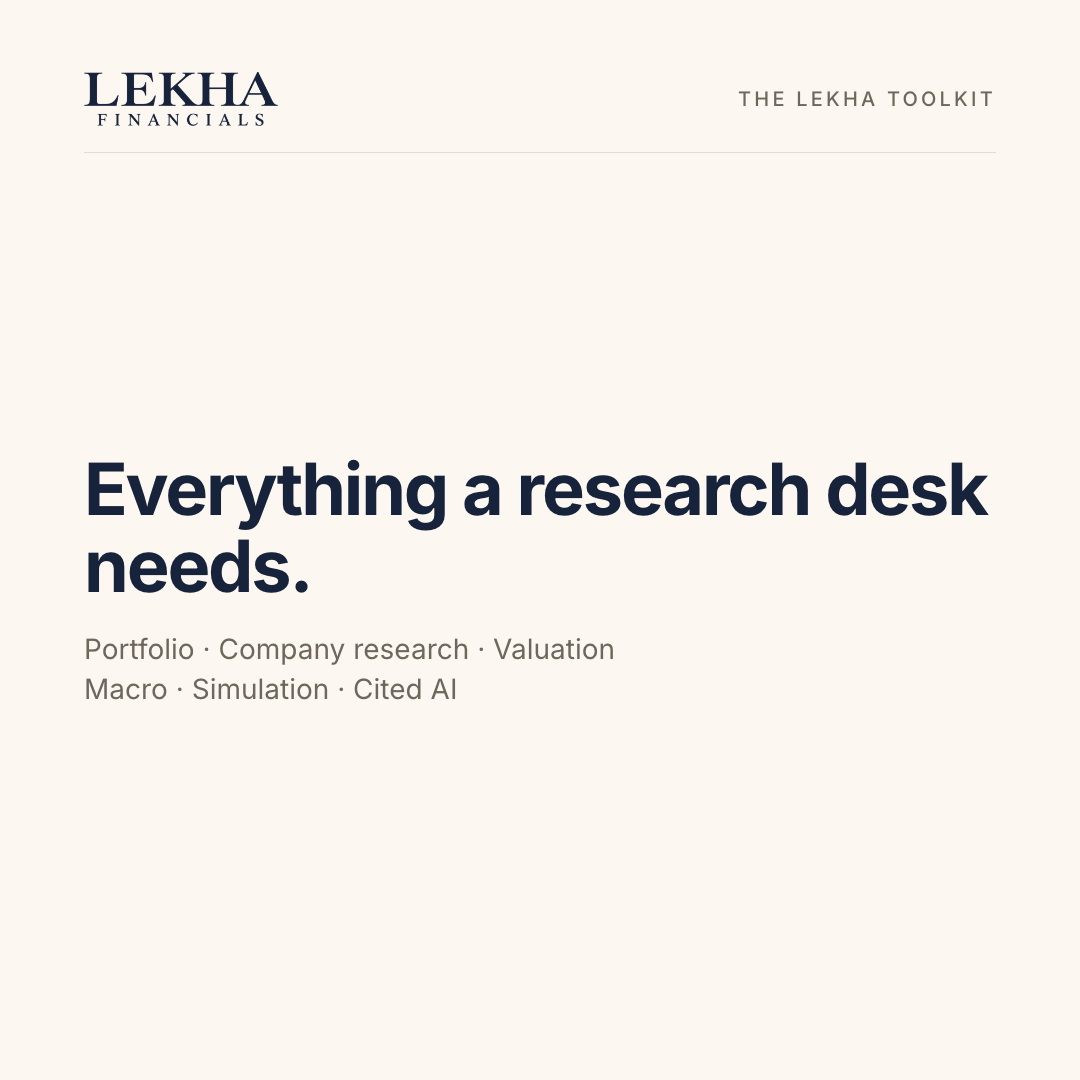 LEKHA
FINANCIALS
THE LEKHA TOOLKIT
Everything a research desk
needs.
Portfolio · Company research · Valuation
Macro · Simulation · Cited AI